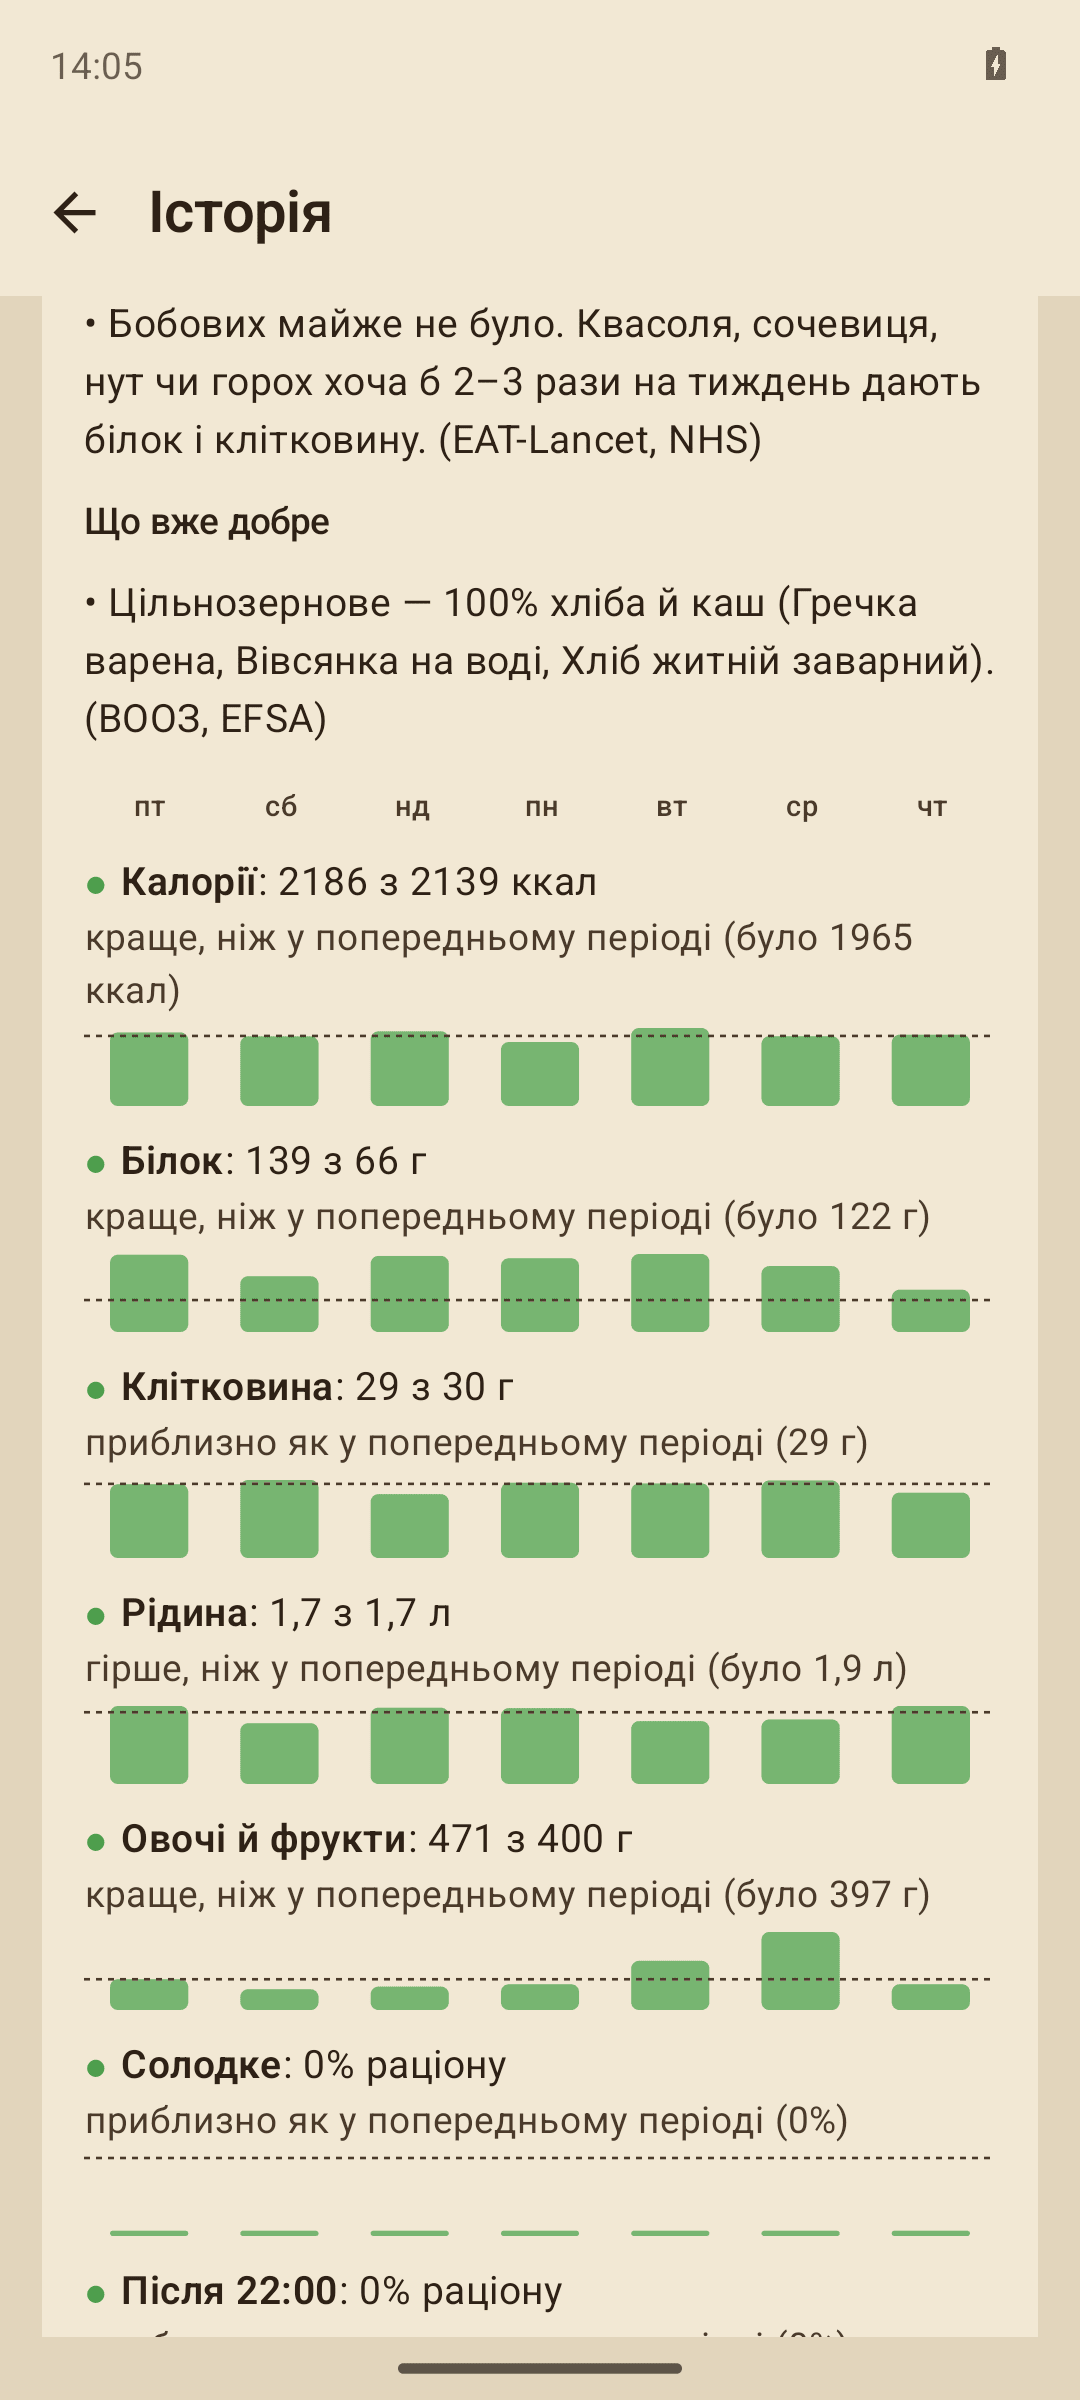 14:05
Історія
• Бобових майже не було. Квасоля, сочевиця,
нут чи горох хоча б 2–3 рази на тиждень дають
білок і клітковину. (EAT-Lancet, NHS)
Що вже добре
• Цільнозернове — 100% хліба й каш (Гречка
варена, Вівсянка на воді, Хліб житній заварний).
(ВООЗ, EFSA)
пт сб нд пн вт ср чт
Калорії: 2186 з 2139 ккал
краще, ніж у попередньому періоді (було 1965
ккал)
Білок: 139 з 66 г
краще, ніж у попередньому періоді (було 122 г)
Клітковина: 29 з 30 г
приблизно як у попередньому періоді (29 г)
Рідина: 1,7 з 1,7 л
гірше, ніж у попередньому періоді (було 1,9 л)
Овочі й фрукти: 471 з 400 г
краще, ніж у попередньому періоді (було 397 г)
Солодке: 0% раціону
приблизно як у попередньому періоді (0%)
Після 22:00: 0% раціону